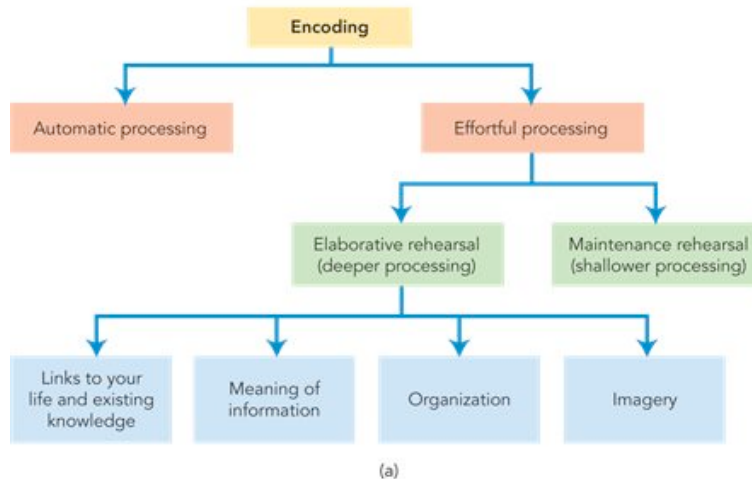 Encoding
Automatic processing
Effortful processing
Elaborative rehearsal
(deeper processing)
Maintenance rehearsal
(shallower processing)
Links to your
life and existing
knowledge
Meaning of
information
Organization
Imagery
(a)